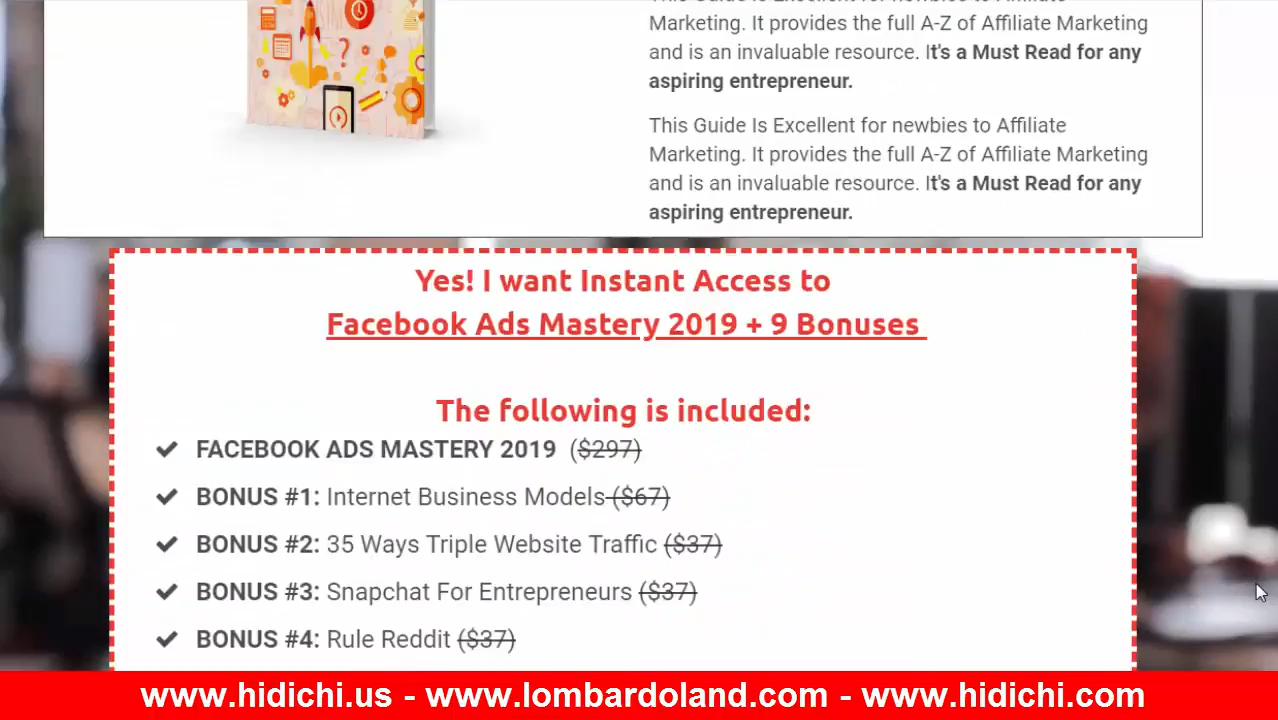 Marketing. It provides the full A-Z of Affiliate Marketing
and is an invaluable resource. It's a Must Read for any
aspiring entrepreneur.
This Guide Is Excellent for newbies to Affiliate
Marketing. It provides the full A-Z of Affiliate Marketing
and is an invaluable resource. It's a Must Read for any
aspiring entrepreneur.
Yes! I want Instant Access to
Facebook Ads Mastery 2019 + 9 Bonuses
The following is included:
FACEBOOK ADS MASTERY 2019 ($297)
BONUS #1: Internet Business Models ($67)
BONUS #2: 35 Ways Triple Website Traffic ($37)
BONUS #3: Snapchat For Entrepreneurs ($37)
BONUS #4: Rule Reddit ($37)
www.hidichi.us - www.lombardoland.com - www.hidichi.com